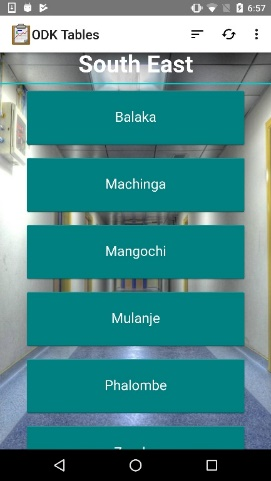 6:57
ODK Tables
South East
Balaka
Machinga
Mangochi
Mulanje
Phalombe